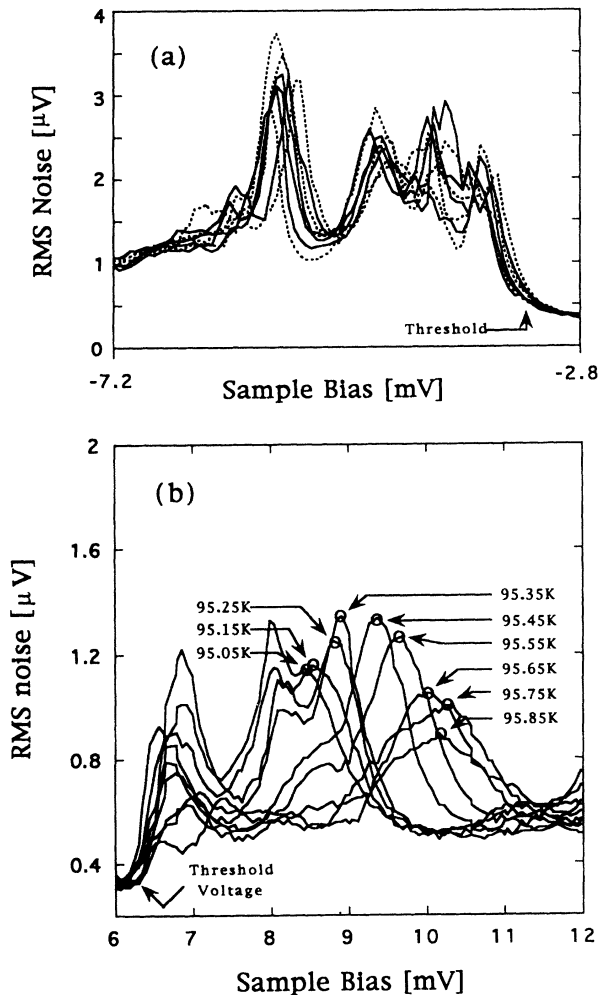 4
(a)
3
RMS Noise [μV]
2
1
Threshold
0
-7.2
Sample Bias [mV]
-2.8
2
(b)
1.6
RMS noise [μV]
95.25K
95.35K
95.15K
95.45K
95.05K
95.55K
1.2
95.65K
95.75K
95.85K
0.8
Threshold
Voltage
0.4
6 7 8 9 10 11 12
Sample Bias [mV]